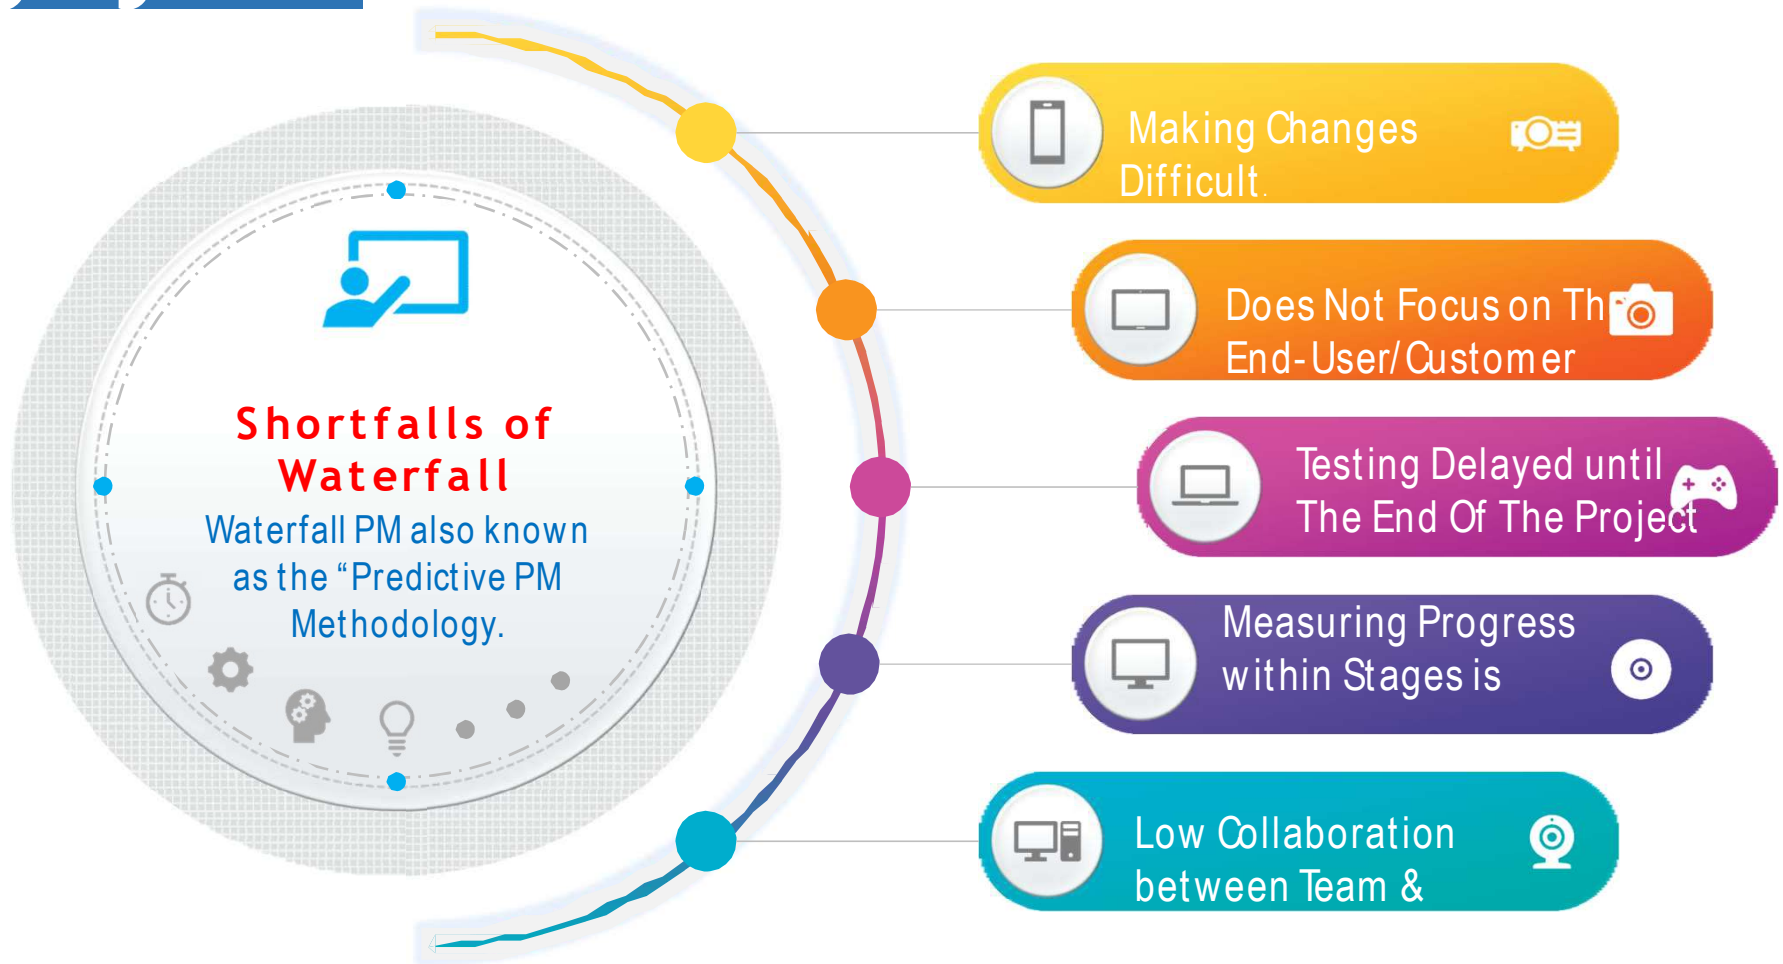 Shortfalls of
Waterfall
Waterfall PM also known
as the “Predictive PM
Methodology.
Making Changes
Difficult.
Does Not Focus on Th
End-User/Customer
Testing Delayed until
The End Of The Project
Measuring Progress
within Stages is
Low Collaboration
between Team &